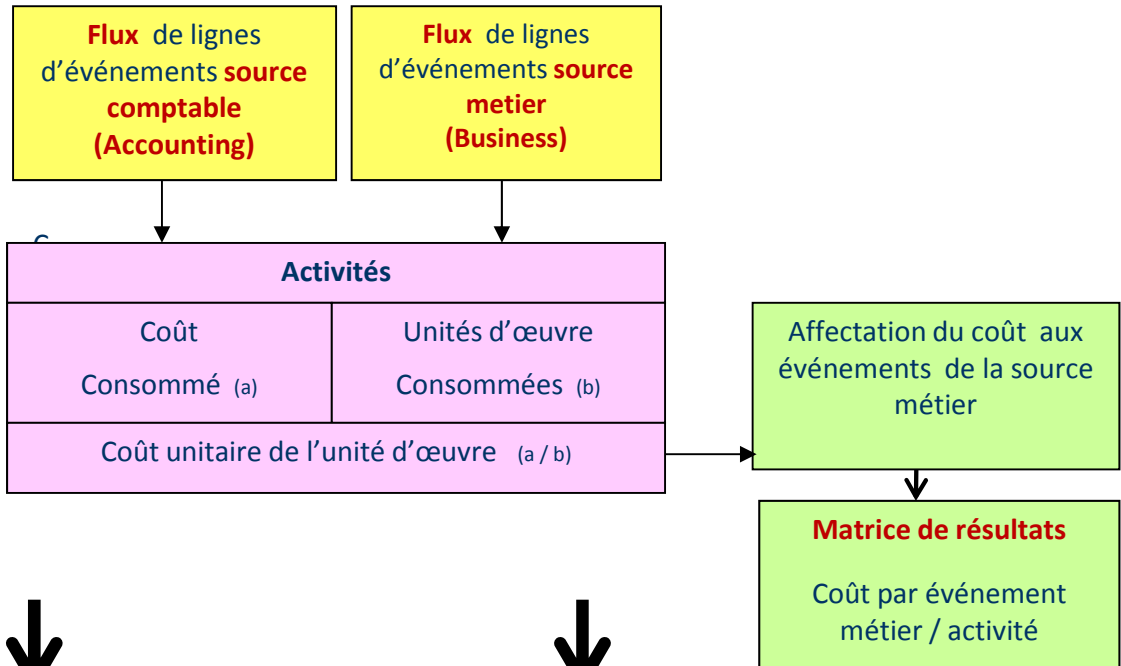 Flux de lignes
d’événements source
comptable
(Accounting)
Flux de lignes
d’événements source
metier
(Business)
Activités
Coût
Consommé (a)
Unités d’œuvre
Consommées (b)
Coût unitaire de l’unité d’œuvre (a / b)
Affectation du coût aux
événements de la source
métier
Matrice de résultats
Coût par événement
métier / activité